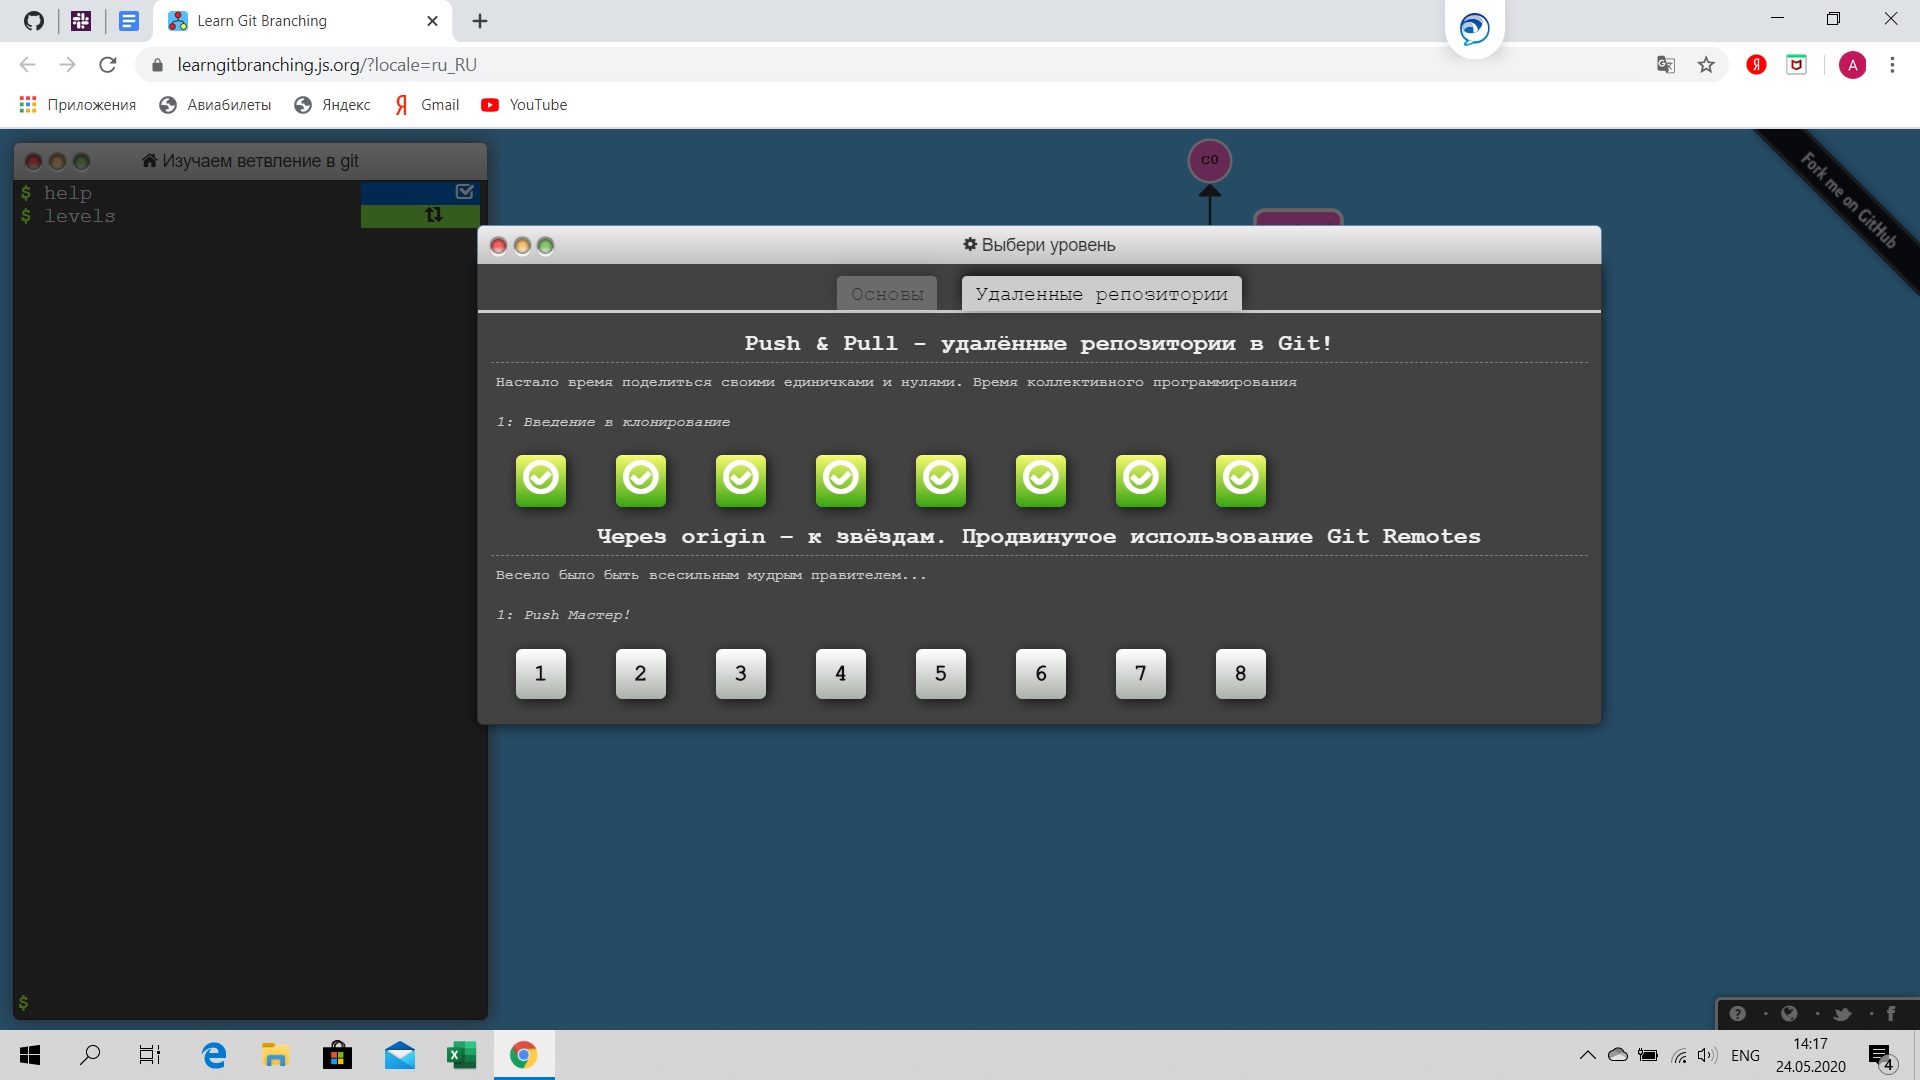 Learn Git Branching
learngitbranching.js.org/?locale=ru_RU
A
Приложения
Авиабилеты
Яндекс
Gmail
YouTube
Изучаем ветвление в git
$ help
$ levels
C0
Fork me on GitHub
Выбери уровень
Основы
Удаленные репозитории
Push & Pull - удалённые репозитории в Git!
Настало время поделиться своими единичками и нулями. Время коллективного программирования
1: Введение в клонирование
Через origin – к звёздам. Продвинутое использование Git Remotes
Весело было быть всесильным мудрым правителем...
1: Push Мастер!
1 2 3 4 5 6 7 8
$
ENG
14:17
24.05.2020
4